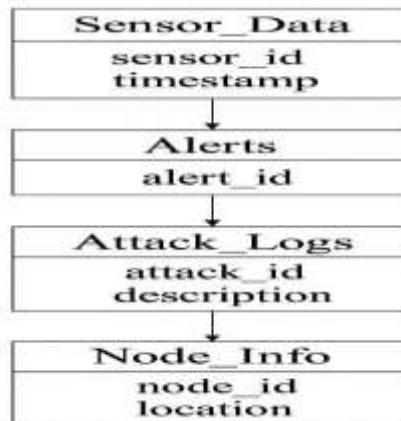 Sensor_Data
sensor_id
timestamp
Alerts
alert_id
Attack_Logs
attack_id
description
Node_Info
node_id
location